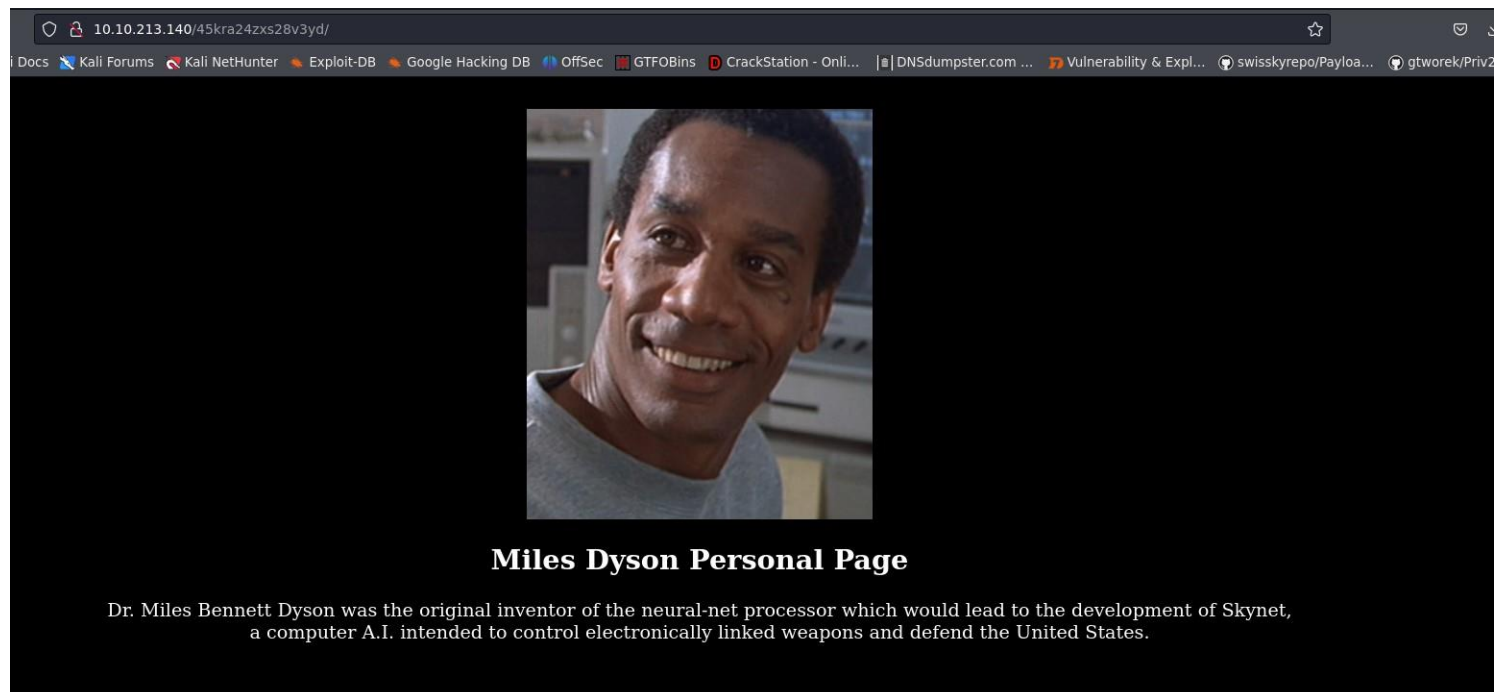 10.10.213.140/45kra24zxs28v3yd/
i Docs Kali Forums Kali NetHunter Exploit-DB Google Hacking DB OffSec GTFOBins CrackStation - Onli... DNSdumpster.com ... Vulnerability & Expl... swisskyrepo/Payloa... gtworek/Priv2
Miles Dyson Personal Page
Dr. Miles Bennett Dyson was the original inventor of the neural-net processor which would lead to the development of Skynet,
a computer A.I. intended to control electronically linked weapons and defend the United States.